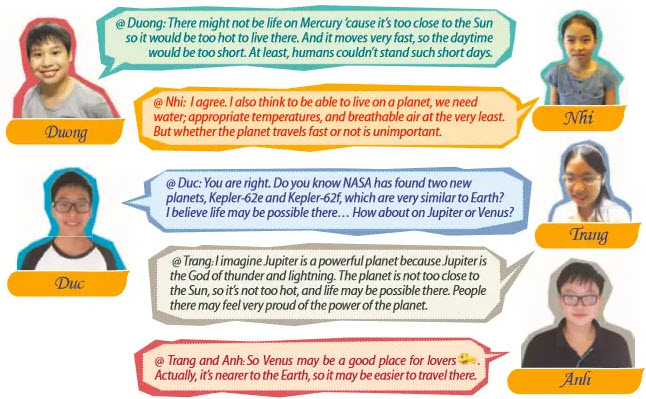 @ Duong: There might not be life on Mercury 'cause it's too close to the Sun
so it would be too hot to live there. And it moves very fast, so the daytime
would be too short. At least, humans couldn't stand such short days.
Duong
@ Nhi: I agree. I also think to be able to live on a planet, we need
water; appropriate temperatures, and breathable air at the very least.
But whether the planet travels fast or not is unimportant.
Nhi
@ Duc: You are right. Do you know NASA has found two new
planets, Kepler-62e and Kepler-62f, which are very similar to Earth?
I believe life may be possible there... How about on Jupiter or Venus?
Duc
Trang
@ Trang: I imagine Jupiter is a powerful planet because Jupiter is
the God of thunder and lightning. The planet is not too close to
the Sun, so it's not too hot, and life may be possible there. People
there may feel very proud of the power of the planet.
@ Trang and Anh: So Venus may be a good place for lovers .
Actually, it's nearer to the Earth, so it may be easier to travel there.
Anh